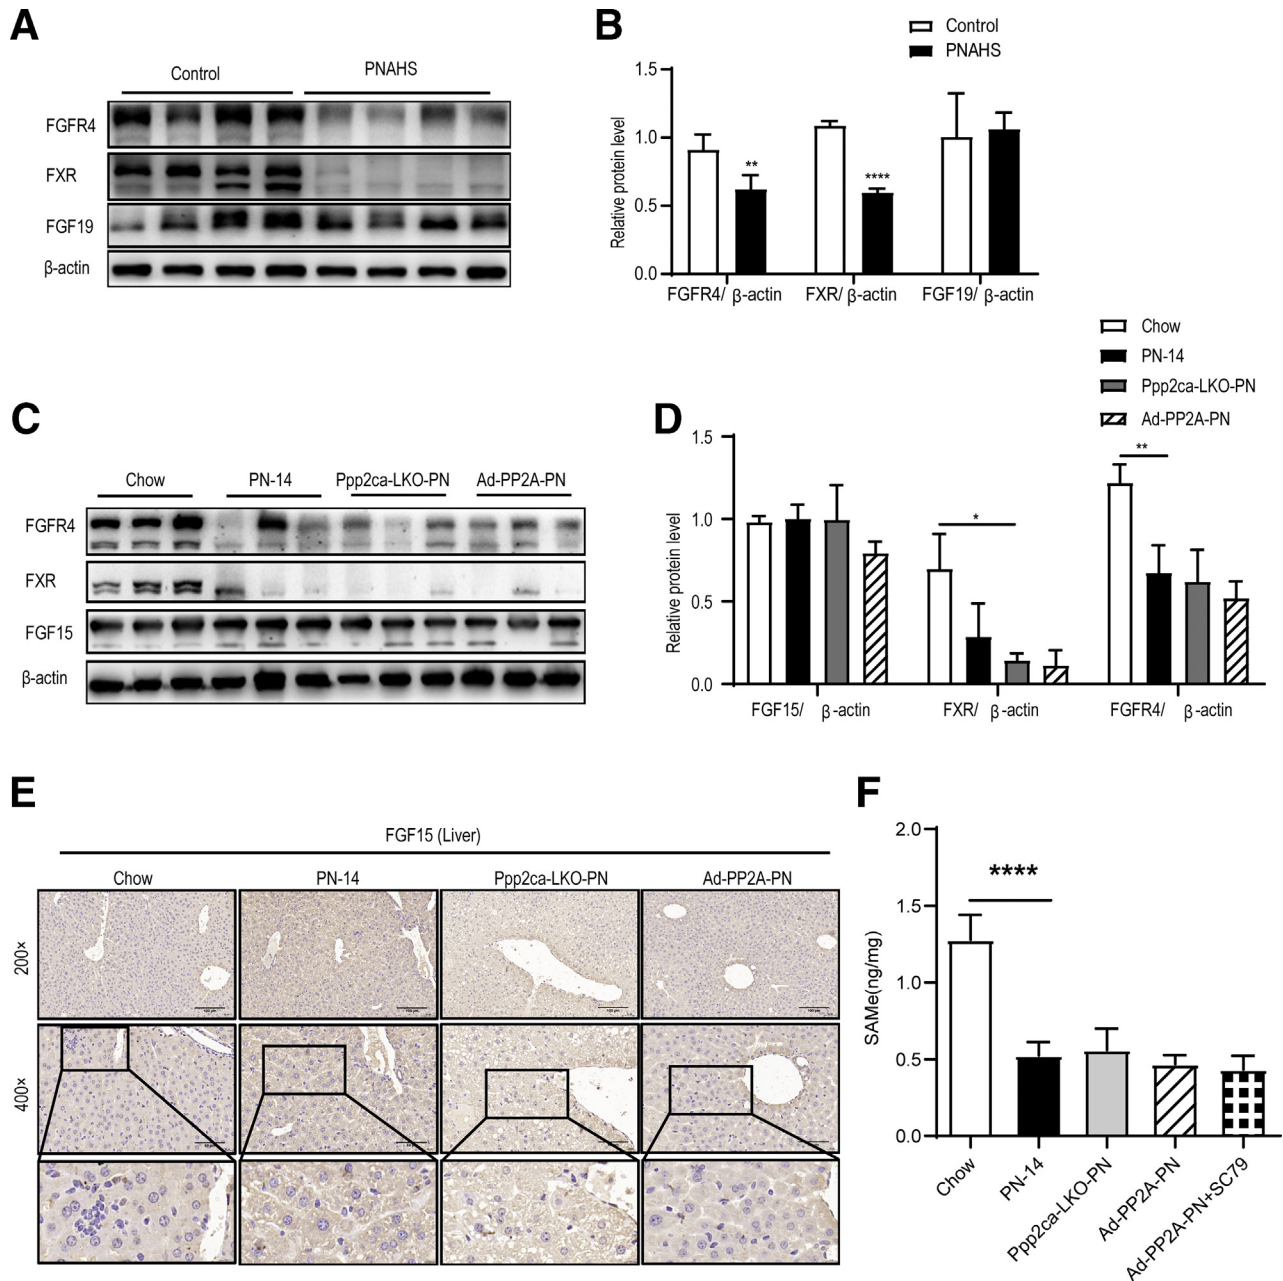 A
Control
PNAHS
FGFR4
FXR
FGF19
β-actin
B
Control
PNAHS
Relative protein level
1.5
1.0
0.5
0.0
**
****
FGFR4/ β-actin
FXR/ β-actin
FGF19/ β-actin
C
Chow
PN-14
Ppp2ca-LKO-PN
Ad-PP2A-PN
FGFR4
FXR
FGF15
β-actin
D
Chow
PN-14
Ppp2ca-LKO-PN
Ad-PP2A-PN
Relative protein level
1.5
1.0
0.5
0.0
*
**
FGF15/ β-actin
FXR/ β-actin
FGFR4/ β-actin
E
FGF15 (Liver)
Chow
PN-14
Ppp2ca-LKO-PN
Ad-PP2A-PN
200×
400×
F
SAMe(ng/mg)
2.0
1.5
1.0
0.5
0.0
****
Chow
PN-14
Ppp2ca-LKO-PN
Ad-PP2A-PN
Ad-PP2A-PN+SC79